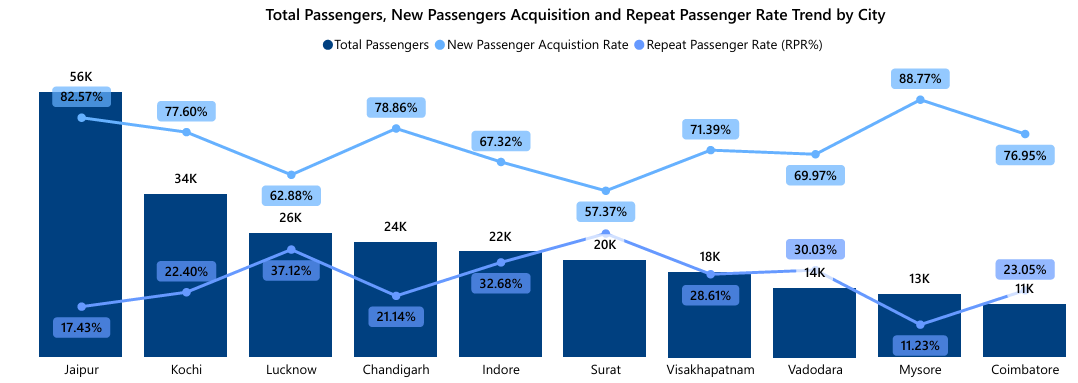 Total Passengers, New Passengers Acquisition and Repeat Passenger Rate Trend by City
Total Passengers New Passenger Acquistion Rate Repeat Passenger Rate (RPR%)
56K
82.57%
77.60%
62.88%
78.86%
67.32%
57.37%
71.39%
69.97%
88.77%
76.95%
34K
26K
24K
22K
20K
18K
14K
13K
11K
17.43%
22.40%
37.12%
21.14%
32.68%
28.61%
30.03%
11.23%
23.05%
Jaipur Kochi Lucknow Chandigarh Indore Surat Visakhapatnam Vadodara Mysore Coimbatore